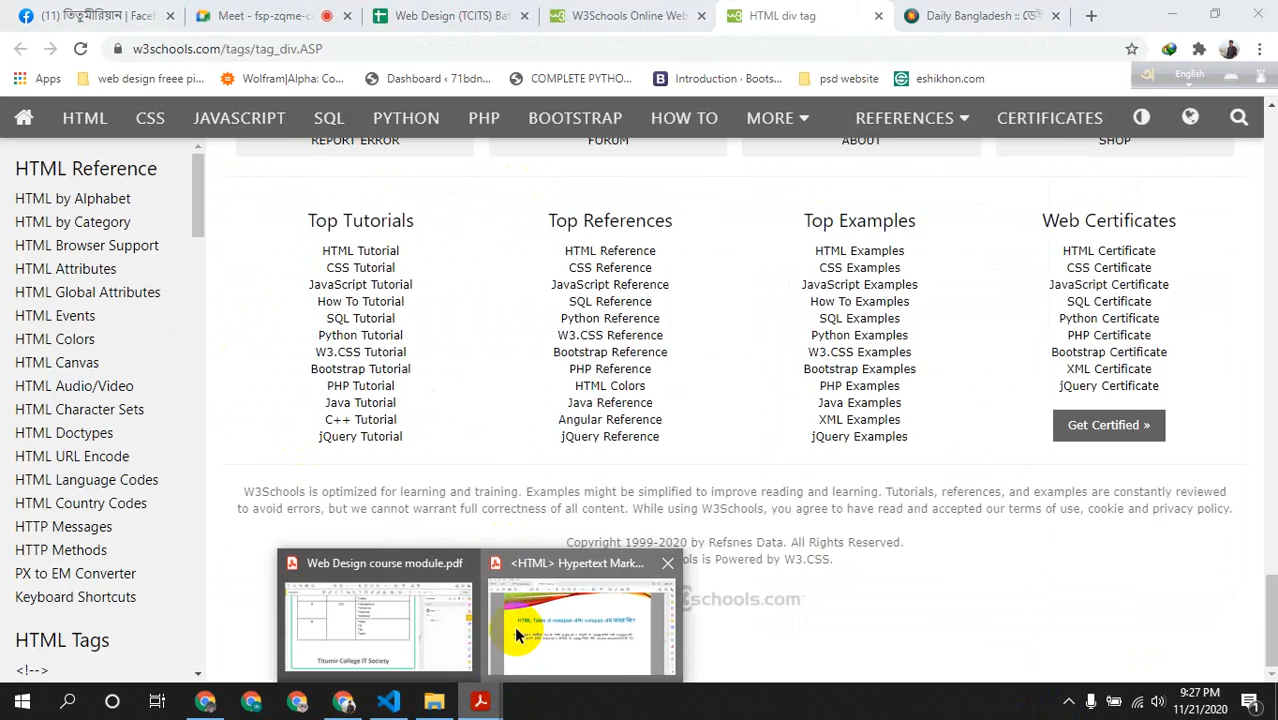 (11) তিতুমীর | Facel
Meet - fsp-zqme-c
Web Design (TCITS) Bat
W3Schools Online Web
HTML div tag
Daily Bangladesh ::
w3schools.com/tags/tag_div.ASP
Apps
web design freee pi...
Wolfram|Alpha: Co...
Dashboard ‹ 71bdn...
COMPLETE PYTHO...
Introduction · Boots...
psd website
eshikhon.com
English
HTML
CSS
JAVASCRIPT
SQL
PYTHON
PHP
BOOTSTRAP
HOW TO
MORE
REFERENCES
CERTIFICATES
REPORT ERROR
FORUM
ABOUT
SHOP
HTML Reference
HTML by Alphabet
HTML by Category
HTML Browser Support
HTML Attributes
HTML Global Attributes
HTML Events
HTML Colors
HTML Canvas
HTML Audio/Video
HTML Character Sets
HTML Doctypes
HTML URL Encode
HTML Language Codes
HTML Country Codes
HTTP Messages
HTTP Methods
PX to EM Converter
Keyboard Shortcuts
HTML Tags
<!-->
Top Tutorials
HTML Tutorial
CSS Tutorial
JavaScript Tutorial
How To Tutorial
SQL Tutorial
Python Tutorial
W3.CSS Tutorial
Bootstrap Tutorial
PHP Tutorial
Java Tutorial
C++ Tutorial
jQuery Tutorial
Top References
HTML Reference
CSS Reference
JavaScript Reference
SQL Reference
Python Reference
W3.CSS Reference
Bootstrap Reference
PHP Reference
HTML Colors
Java Reference
Angular Reference
jQuery Reference
Top Examples
HTML Examples
CSS Examples
JavaScript Examples
How To Examples
SQL Examples
Python Examples
W3.CSS Examples
Bootstrap Examples
PHP Examples
Java Examples
XML Examples
jQuery Examples
Web Certificates
HTML Certificate
CSS Certificate
JavaScript Certificate
SQL Certificate
Python Certificate
PHP Certificate
Bootstrap Certificate
XML Certificate
jQuery Certificate
Get Certified »
W3Schools is optimized for learning and training. Examples might be simplified to improve reading and learning. Tutorials, references, and examples are constantly reviewed
to avoid errors, but we cannot warrant full correctness of all content. While using W3Schools, you agree to have read and accepted our terms of use, cookie and privacy policy.
Copyright 1999-2020 by Refsnes Data. All Rights Reserved.
ols is Powered by W3.CSS.
3schools.com
Web Design course module.pdf
<HTML> Hypertext Mark...
Titumir College IT Society
9:27 PM
11/21/2020